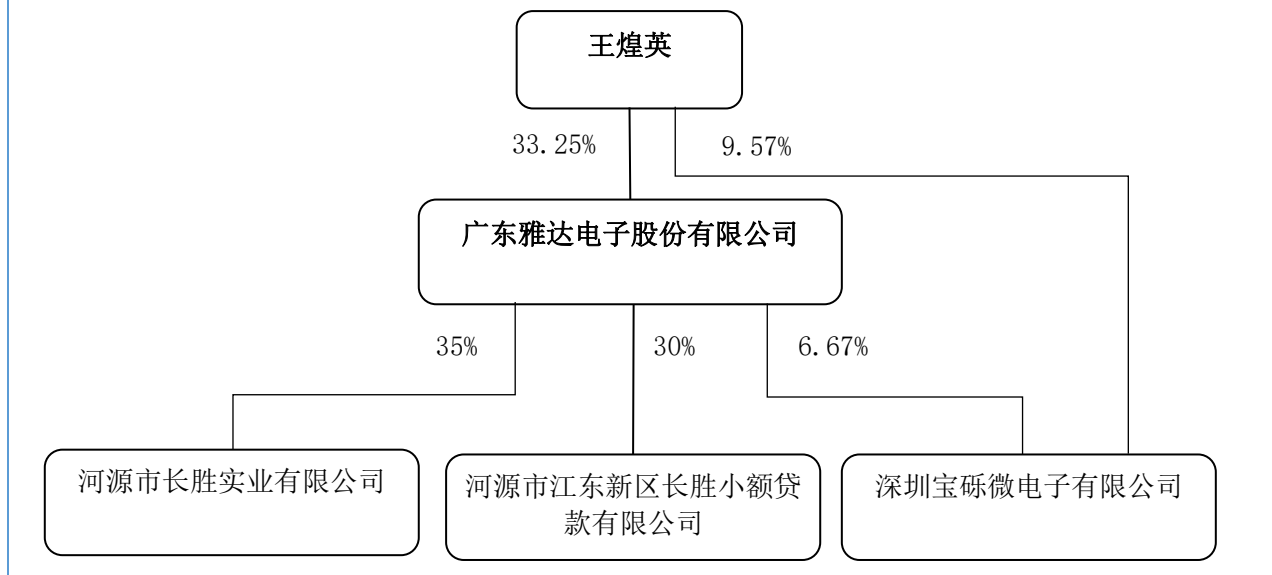 王煌英
33.25%
9.57%
广东雅达电子股份有限公司
35%
30%
6.67%
河源市长胜实业有限公司
河源市江东新区长胜小额贷
款有限公司
深圳宝砾微电子有限公司